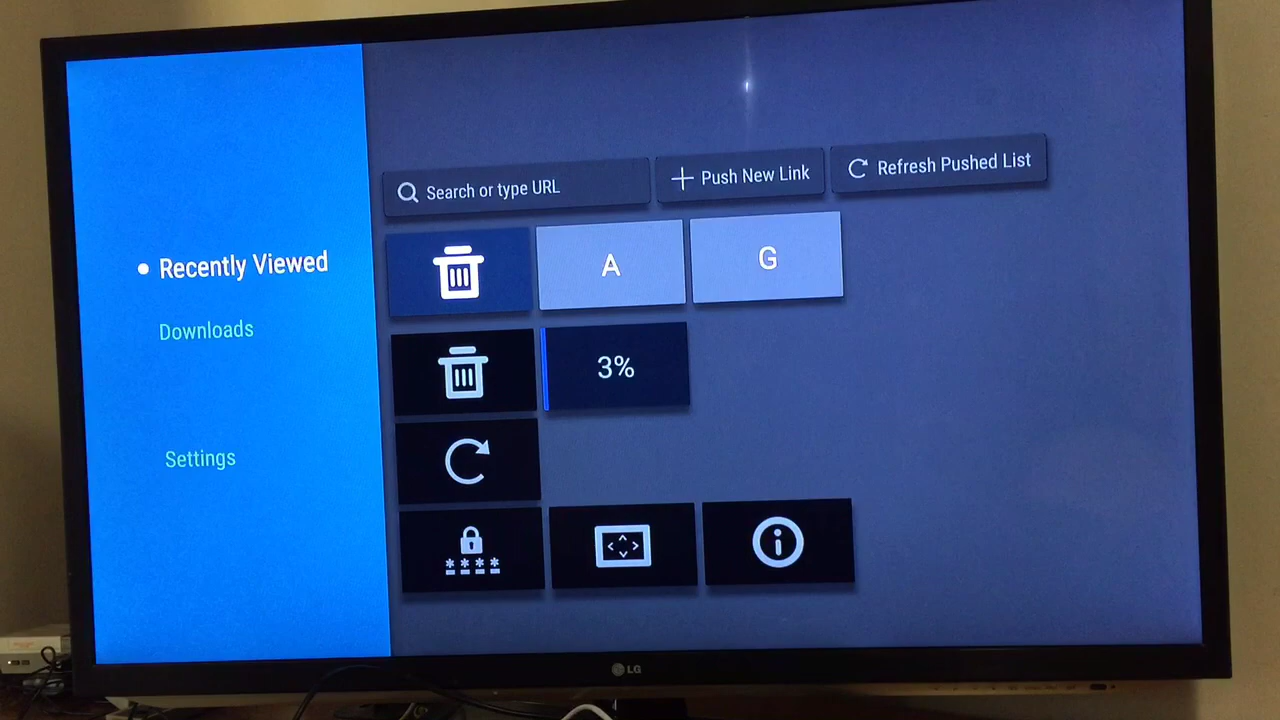 Search or type URL
Push New Link
Refresh Pushed List
Recently Viewed
A
G
Downloads
3%
Settings
****
LG